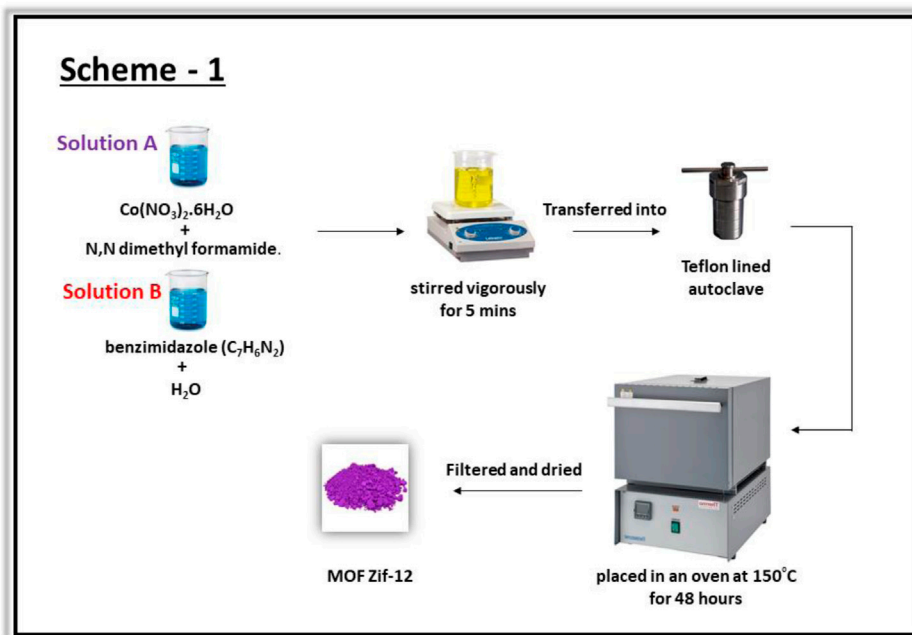 Scheme - 1
Solution A
Co(NO₃)₂.6H₂O
+
N,N dimethyl formamide.
Solution B
benzimidazole (C₇H₆N₂)
+
H₂O
stirred vigorously
for 5 mins
Transferred into
Teflon lined
autoclave
placed in an oven at 150°C
for 48 hours
Filtered and dried
MOF Zif-12